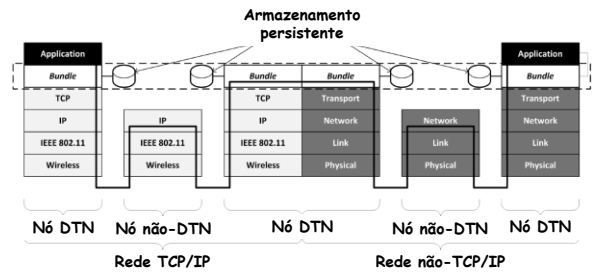 Armazenamento
persistente
Application
Application
Bundle
Bundle
Bundle
Bundle
TCP
TCP
Transport
Transport
IP
IP
IP
Network
Network
Network
IEEE 802.11
IEEE 802.11
IEEE 802.11
Link
Link
Link
Wireless
Wireless
Wireless
Physical
Physical
Physical
Nó DTN
Nó não-DTN
Nó DTN
Nó não-DTN
Nó DTN
Rede TCP/IP
Rede não-TCP/IP